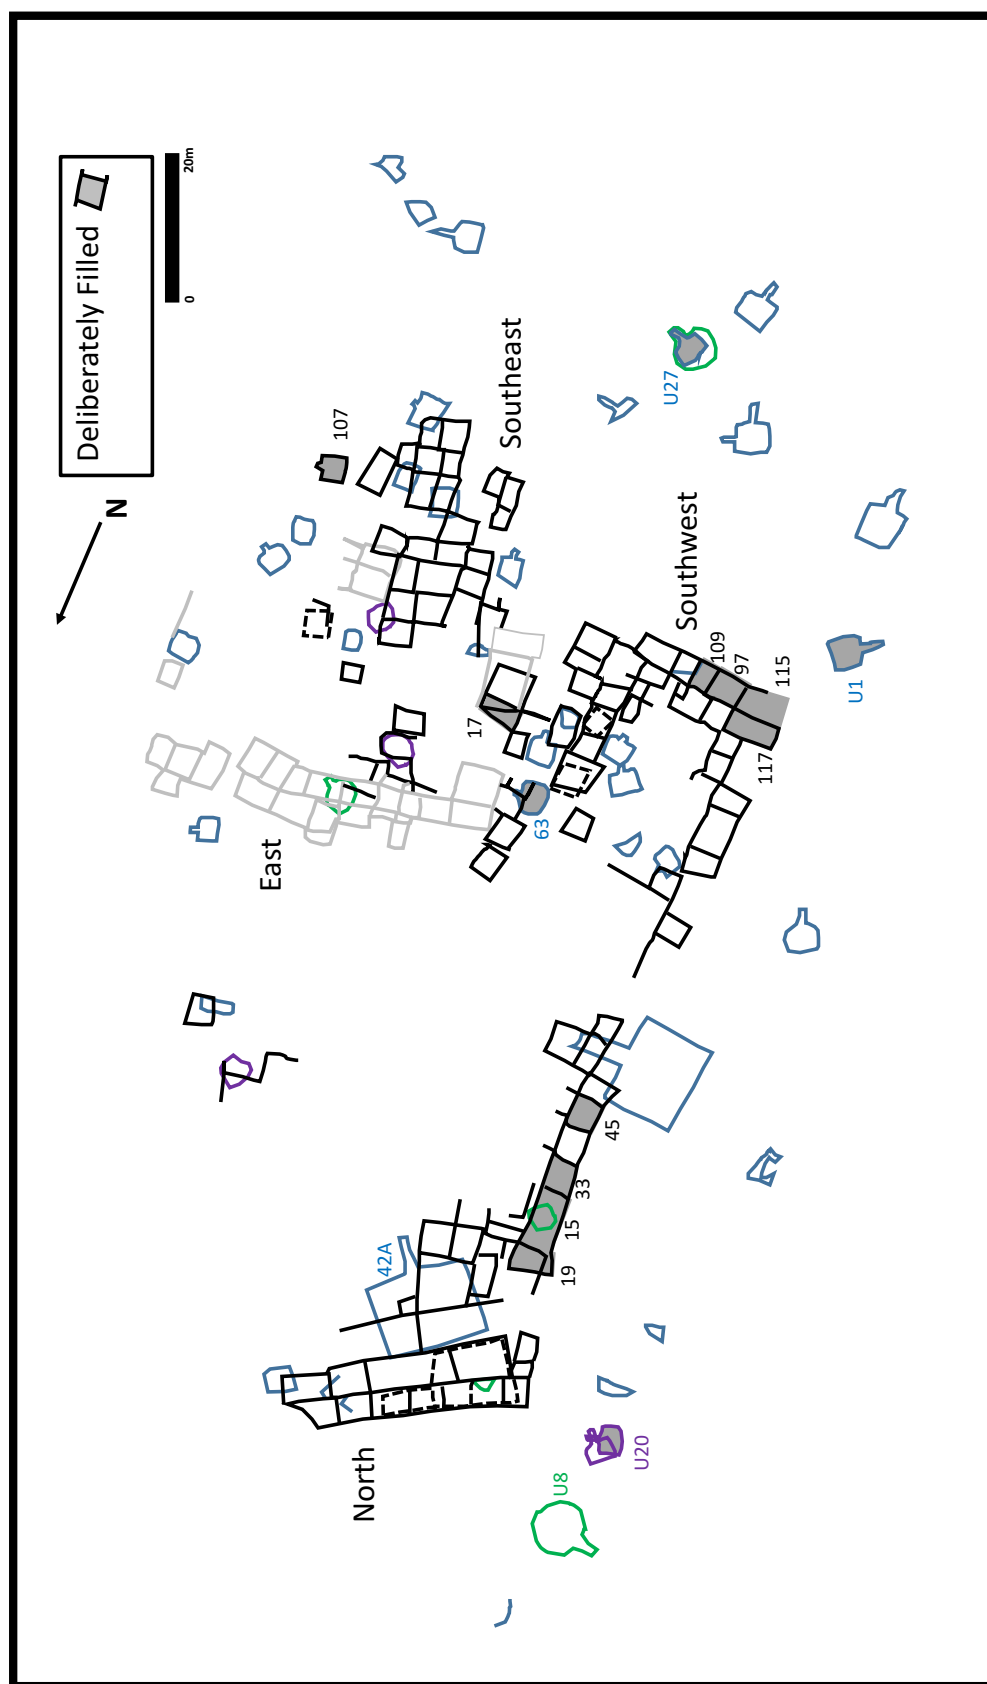 Deliberately Filled
0
20m
N
107
Southeast
U27
Southwest
109
97
115
117
U1
17
63
East
45
33
15
19
42A
North
U20
U8